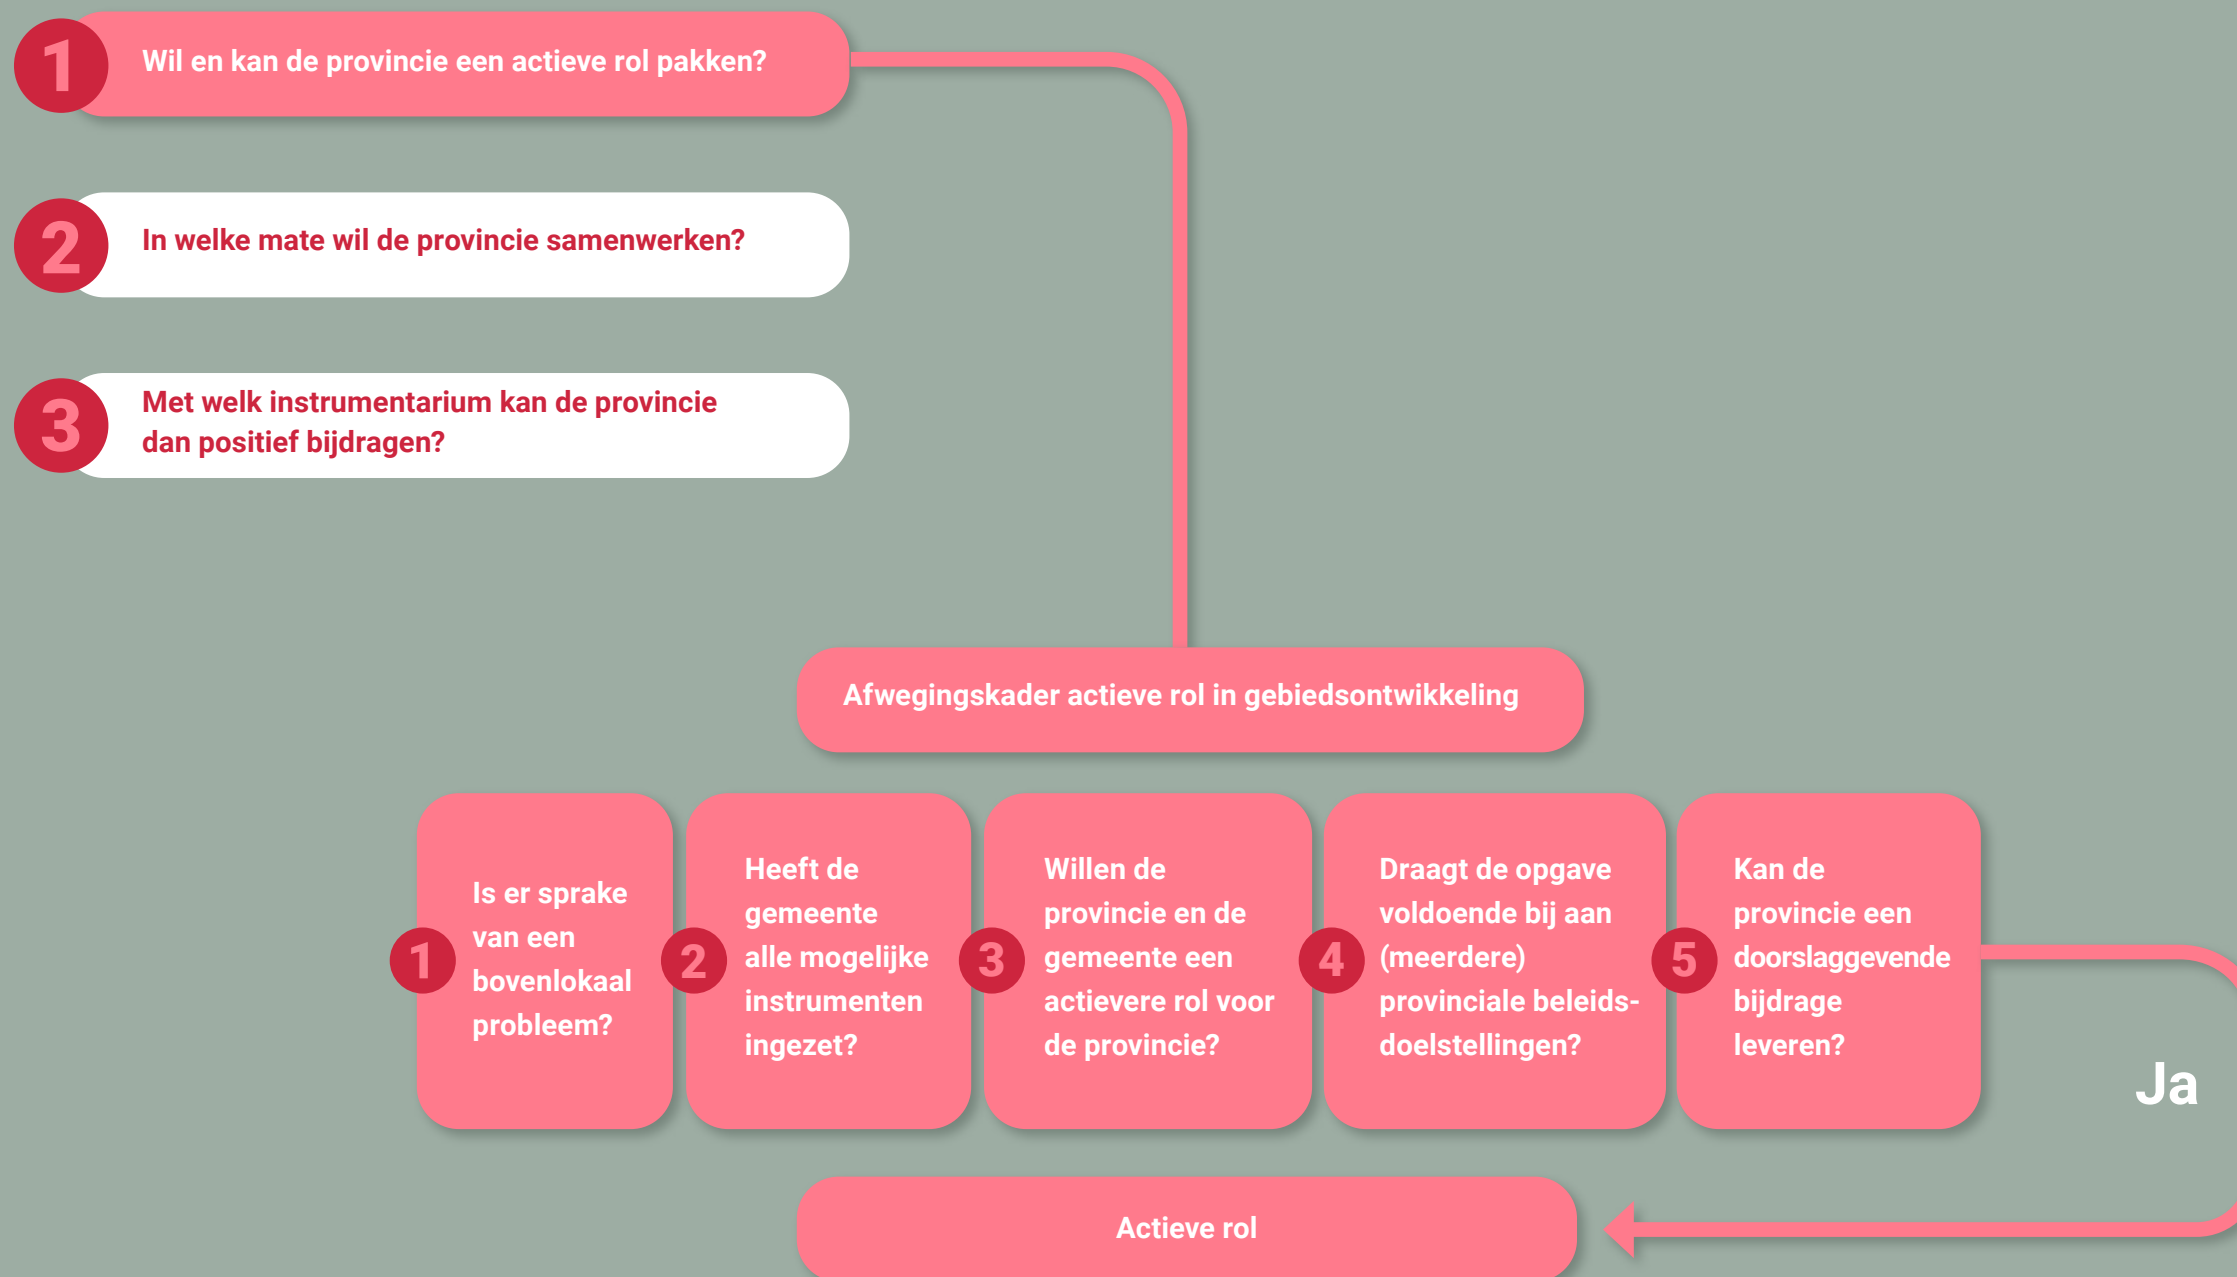 1
Wil en kan de provincie een actieve rol pakken?
2
In welke mate wil de provincie samenwerken?
3
Met welk instrumentarium kan de provincie
dan positief bijdragen?
Afwegingskader actieve rol in gebiedsontwikkeling
1
Is er sprake
van een
bovenlokaal
probleem?
2
Heeft de
gemeente
alle mogelijke
instrumenten
ingezet?
3
Willen de
provincie en de
gemeente een
actievere rol voor
de provincie?
4
Draagt de opgave
voldoende bij aan
(meerdere)
provinciale beleids-
doelstellingen?
5
Kan de
provincie een
doorslaggevende
bijdrage
leveren?
Ja
Actieve rol